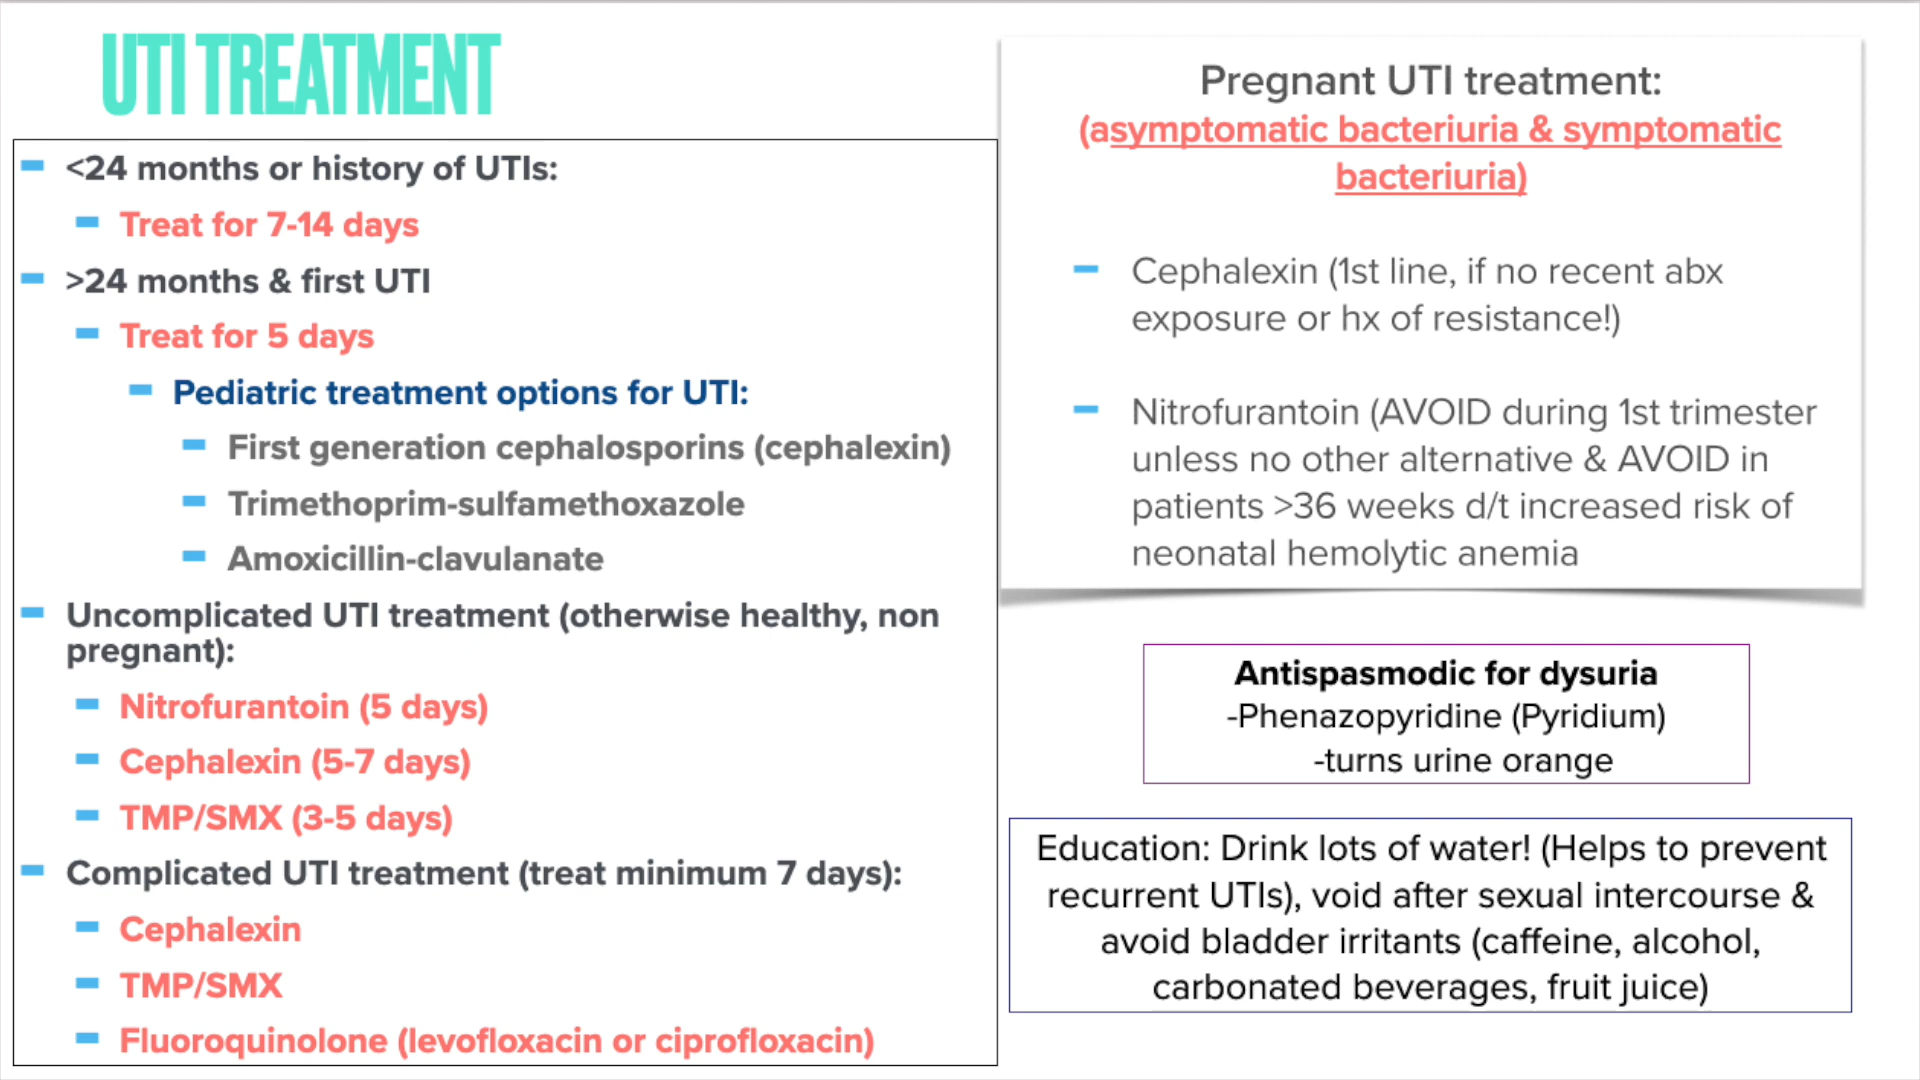 UTI TREATMENT
<24 months or history of UTIs:
Treat for 7-14 days
>24 months & first UTI
Treat for 5 days
Pediatric treatment options for UTI:
First generation cephalosporins (cephalexin)
Trimethoprim-sulfamethoxazole
Amoxicillin-clavulanate
Uncomplicated UTI treatment (otherwise healthy, non
pregnant):
Nitrofurantoin (5 days)
Cephalexin (5-7 days)
TMP/SMX (3-5 days)
Complicated UTI treatment (treat minimum 7 days):
Cephalexin
TMP/SMX
Fluoroquinolone (levofloxacin or ciprofloxacin)
Pregnant UTI treatment:
(asymptomatic bacteriuria & symptomatic
bacteriuria)
Cephalexin (1st line, if no recent abx
exposure or hx of resistance!)
Nitrofurantoin (AVOID during 1st trimester
unless no other alternative & AVOID in
patients >36 weeks d/t increased risk of
neonatal hemolytic anemia
Antispasmodic for dysuria
-Phenazopyridine (Pyridium)
-turns urine orange
Education: Drink lots of water! (Helps to prevent
recurrent UTIs), void after sexual intercourse &
avoid bladder irritants (caffeine, alcohol,
carbonated beverages, fruit juice)